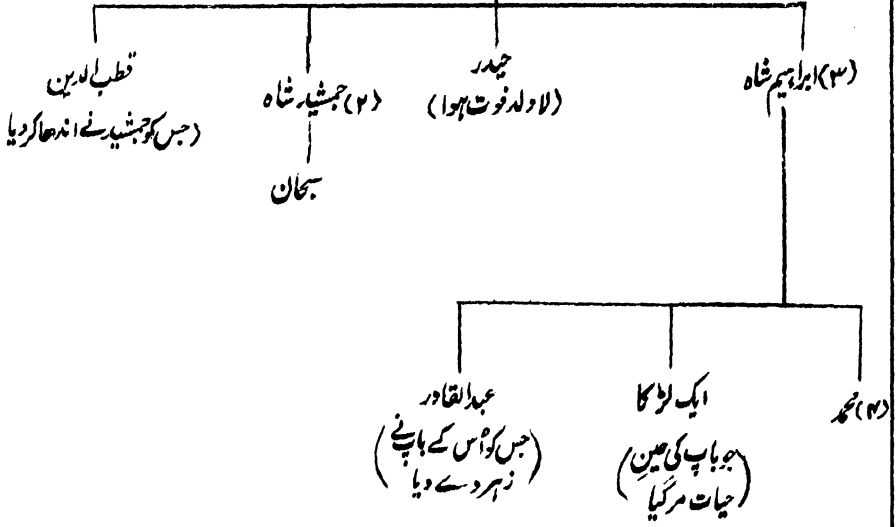 (۳) ابراہیم شاہ
حیدر
(لاولد فوت ہوا)
(۲) جمشید شاہ
سبحان
قطب الدین
(جس کو جمشید نے اندھا کر دیا
(۴) محمد
ایک لڑکا
(جو باپ کی عین
حیات مر گیا)
عبدالقادر
(جس کو اُس کے باپ نے
زہر دے دیا)